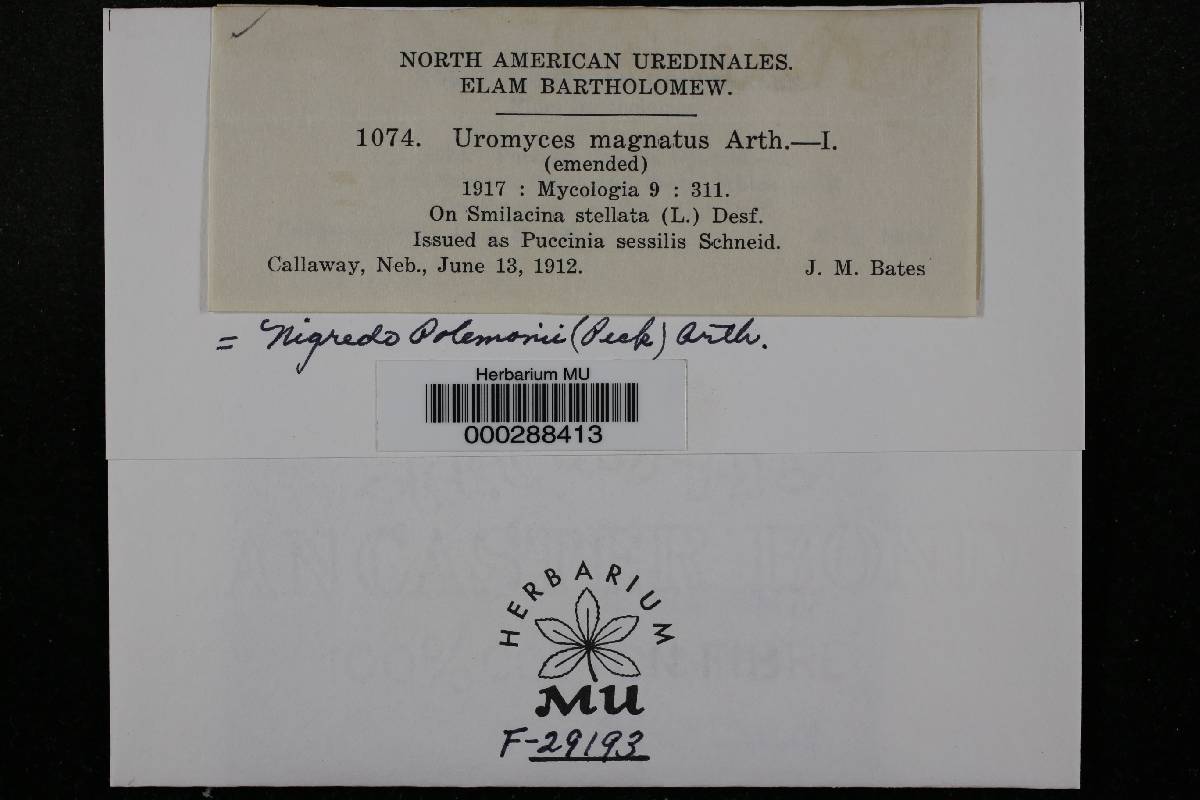 NORTH AMERICAN UREDINALES.
ELAM BARTHOLOMEW.
1074. Uromyces magnatus Arth.—I.
(emended)
1917 : Mycologia 9 : 311.
On Smilacina stellata (L.) Desf.
Issued as Puccinia sessilis Schneid.
Callaway, Neb., June 13, 1912. J. M. Bates
= Nigredo Polemonii (Peck) Arth.
Herbarium MU
000288413
HERBARIUM
MU
F-29193